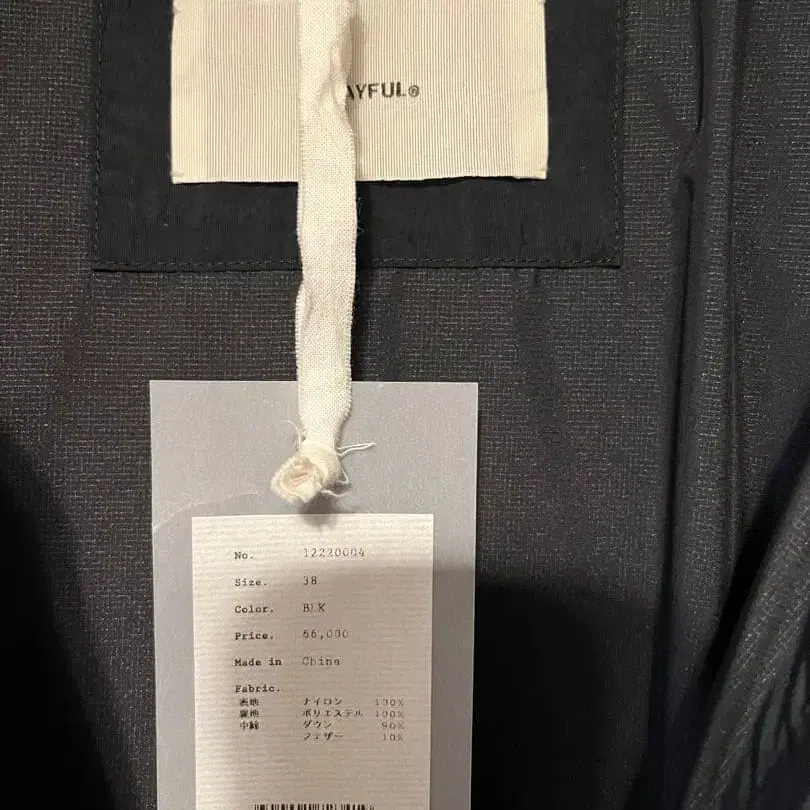 AYFUL®
No. 12220004
Size. 38
Color. BLK
Price. 66,000
Made in China
Fabric.
表地 ナイロン 100%
裏地 ポリエステル 100%
中綿 ダウン 90%
フェザー 10%